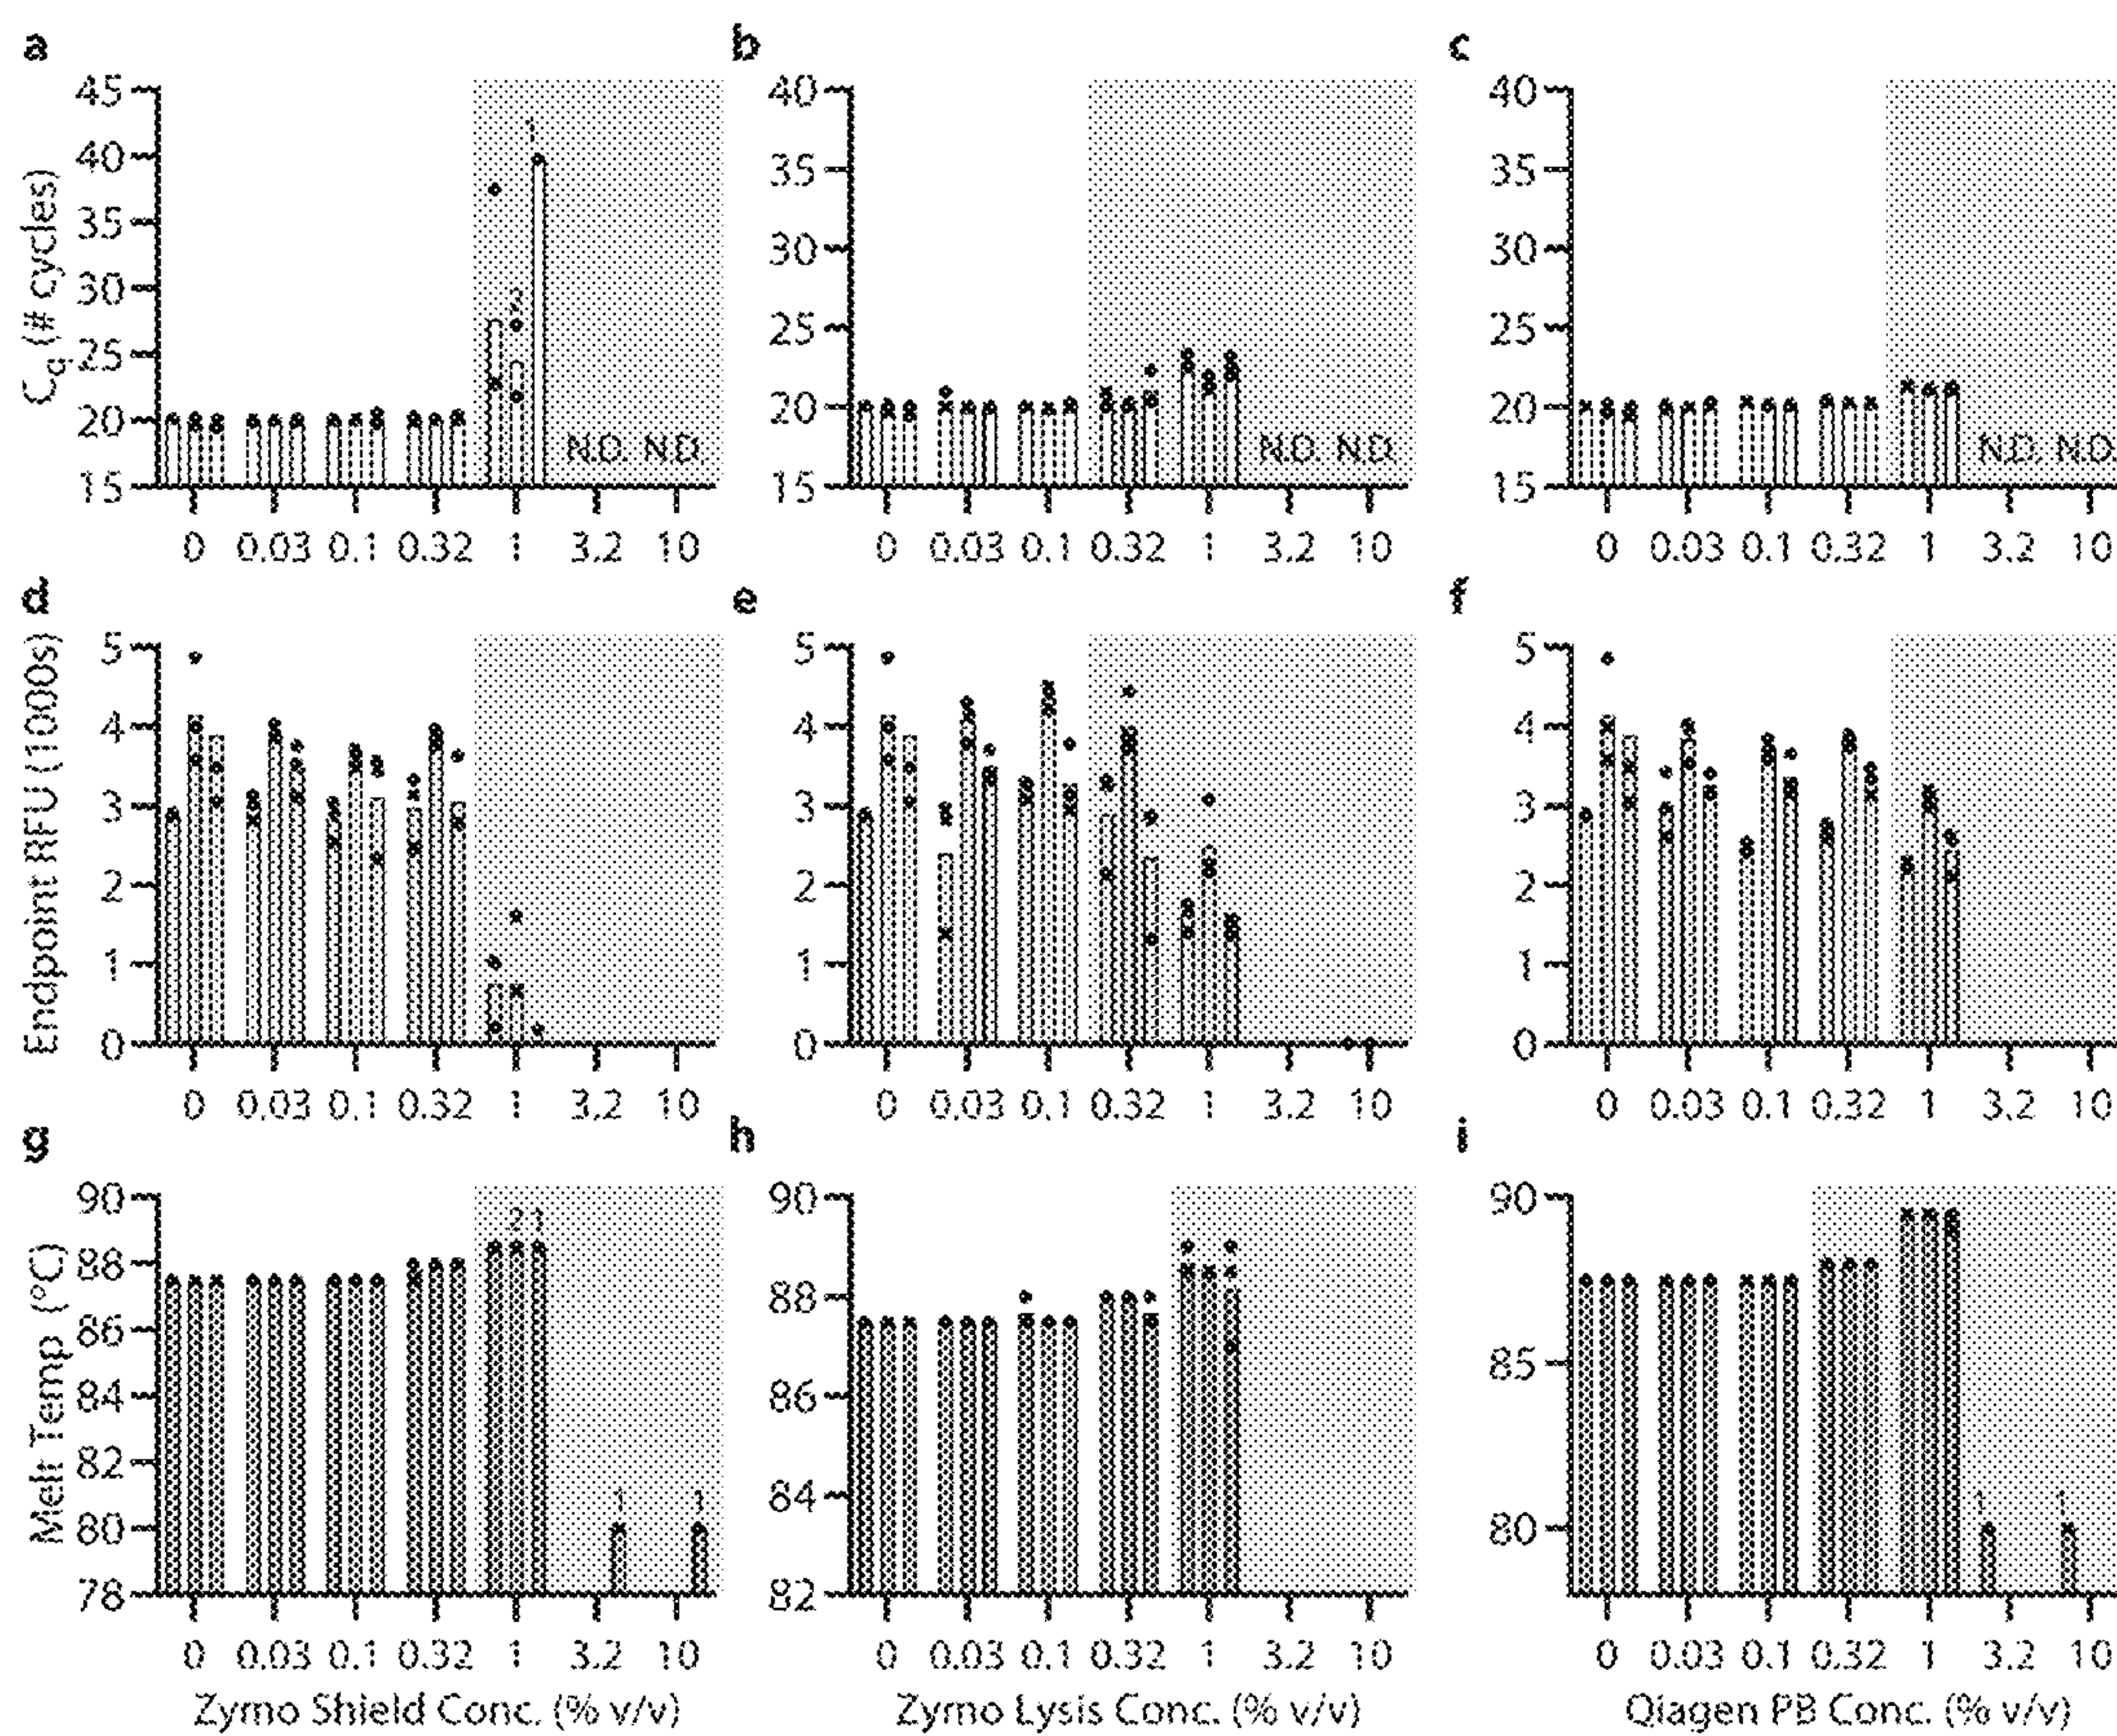 a b c
45 40 40
40 35 35
35 30 30
30 25 25
25 20 20
20 15 15
15
Cq (# cycles)
1
2
N.D. N.D. N.D. N.D. N.D. N.D.
0 0.03 0.1 0.32 1 3.2 10 0 0.03 0.1 0.32 1 3.2 10 0 0.03 0.1 0.32 1 3.2 10
d e f
5 5 5
4 4 4
3 3 3
2 2 2
1 1 1
0 0 0
Endpoint RFU (1000s)
0 0.03 0.1 0.32 1 3.2 10 0 0.03 0.1 0.32 1 3.2 10 0 0.03 0.1 0.32 1 3.2 10
g h i
90 90 90
88 88 85
86 86 80
84 84
82 82
80
78
Melt Temp (°C)
2 1
1 1 1 1
0 0.03 0.1 0.32 1 3.2 10 0 0.03 0.1 0.32 1 3.2 10 0 0.03 0.1 0.32 1 3.2 10
Zymo Shield Conc. (% v/v) Zymo Lysis Conc. (% v/v) Qiagen PB Conc. (% v/v)